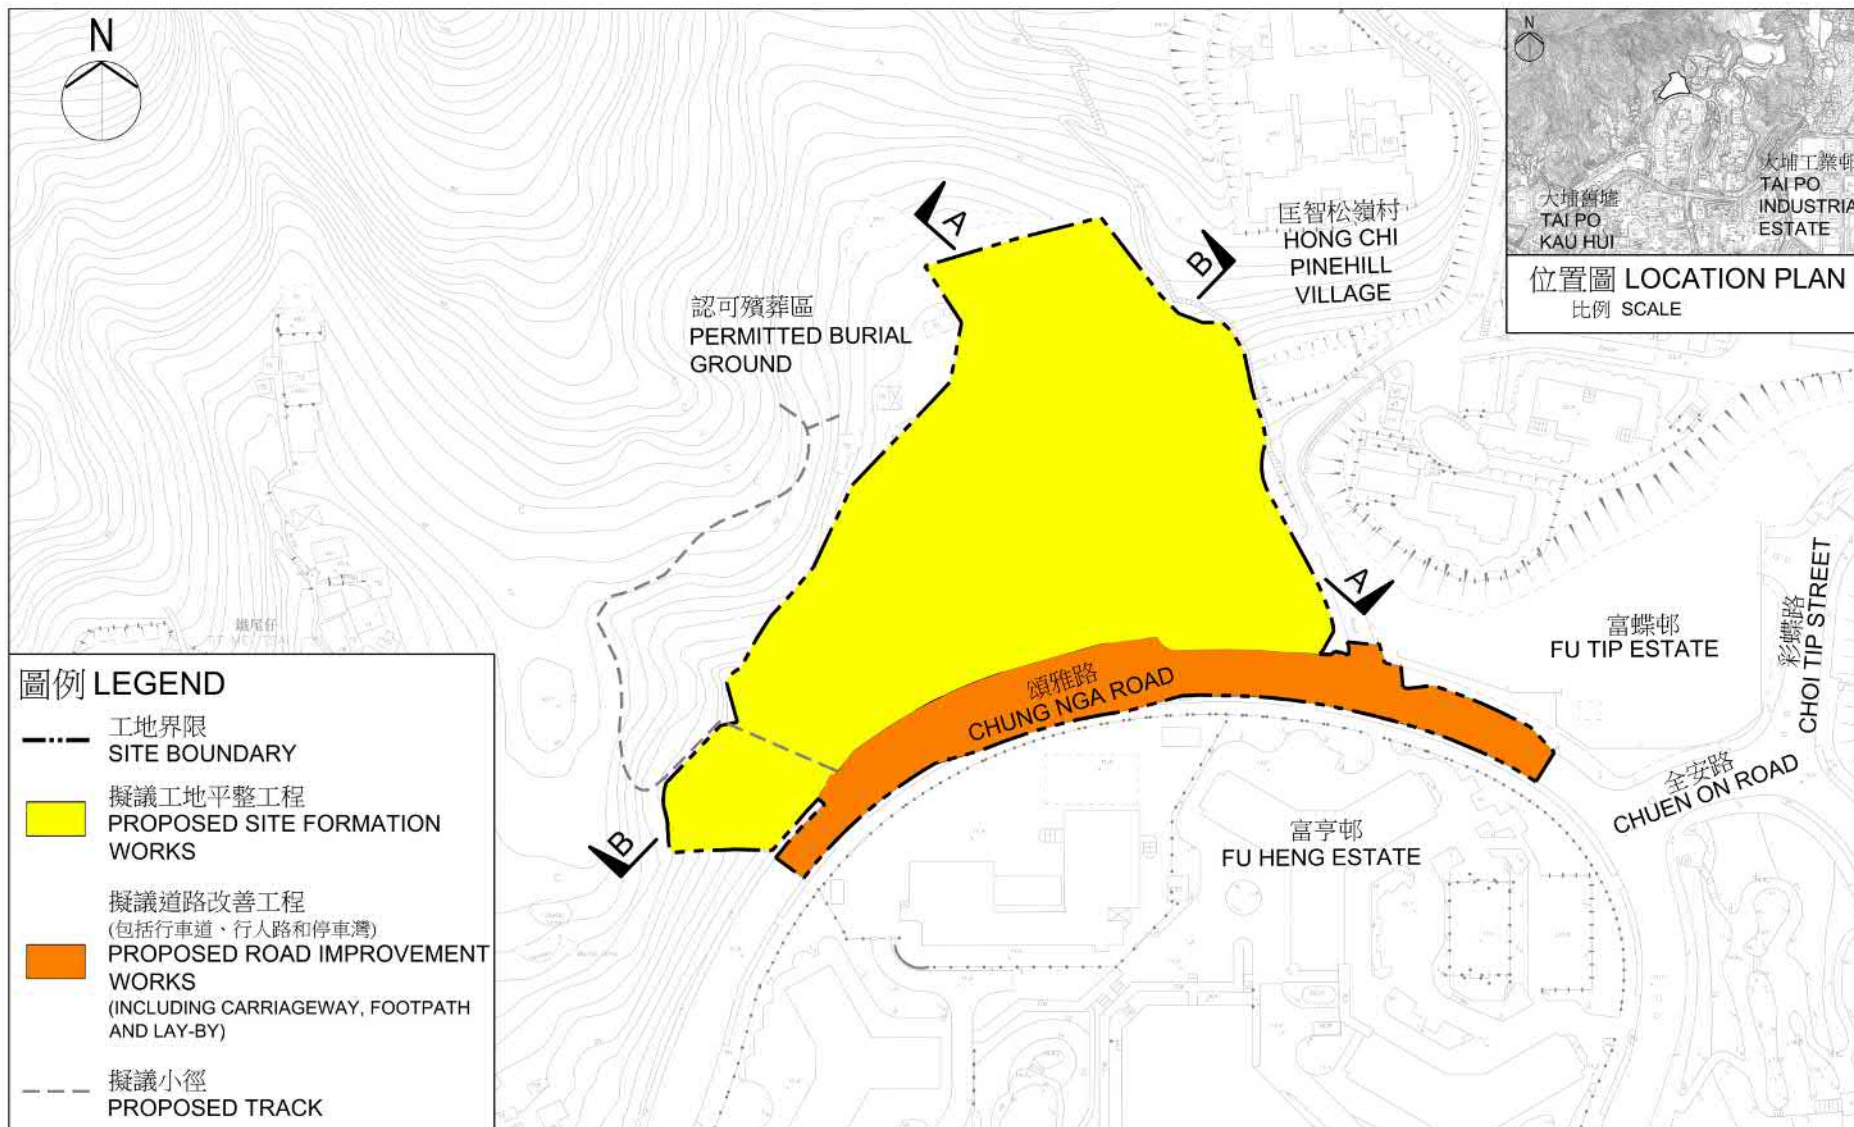 N
N
大埔舊墟
TAI PO
KAU HUI
大埔工業邨
TAI PO
INDUSTRIA
ESTATE
位置圖 LOCATION PLAN
比例 SCALE
A
B
匡智松嶺村
HONG CHI
PINEHILL
VILLAGE
認可殯葬區
PERMITTED BURIAL
GROUND
A
富蝶邨
FU TIP ESTATE
彩蝶路
CHOI TIP STREET
頌雅路
CHUNG NGA ROAD
全安路
CHUEN ON ROAD
富亨邨
FU HENG ESTATE
B
圖例 LEGEND
工地界限
SITE BOUNDARY
擬議工地平整工程
PROPOSED SITE FORMATION
WORKS
擬議道路改善工程
(包括行車道、行人路和停車灣)
PROPOSED ROAD IMPROVEMENT
WORKS
(INCLUDING CARRIAGEWAY, FOOTPATH
AND LAY-BY)
擬議小徑
PROPOSED TRACK